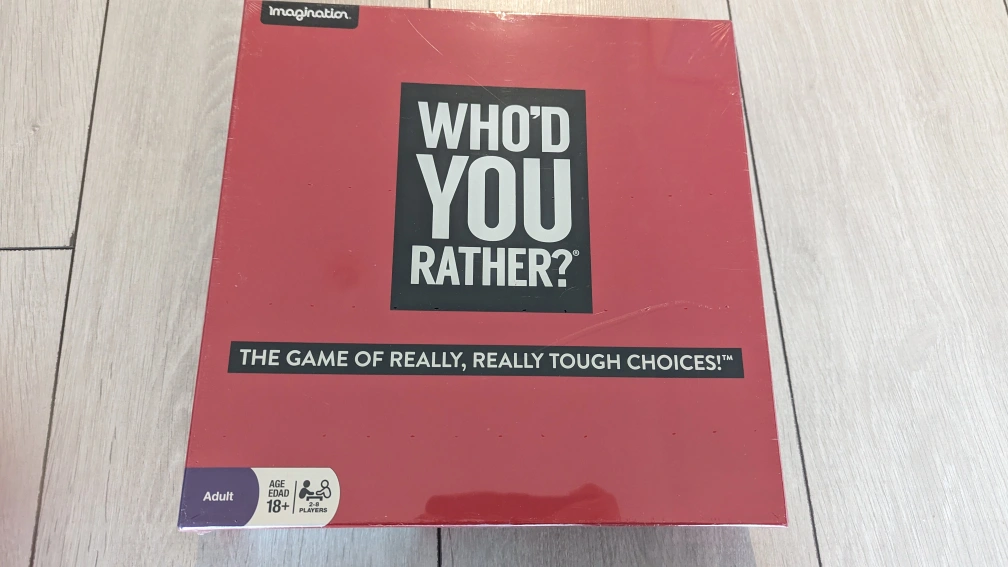 imagination
WHO'D
YOU
RATHER?®
THE GAME OF REALLY, REALLY TOUGH CHOICES!™
Adult
AGE
EDAD
18+
2-8
PLAYERS